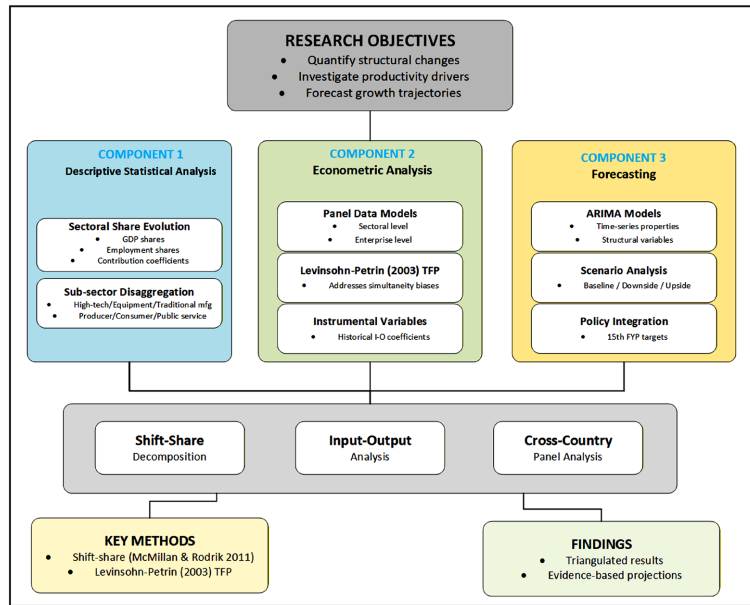 RESEARCH OBJECTIVES
• Quantify structural changes
• Investigate productivity drivers
• Forecast growth trajectories
COMPONENT 1
Descriptive Statistical Analysis
Sectoral Share Evolution
• GDP shares
• Employment shares
• Contribution coefficients
Sub-sector Disaggregation
• High-tech/Equipment/Traditional mfg
• Producer/Consumer/Public service
COMPONENT 2
Econometric Analysis
Panel Data Models
• Sectoral level
• Enterprise level
Levinsohn-Petrin (2003) TFP
• Addresses simultaneity biases
Instrumental Variables
• Historical I-O coefficients
COMPONENT 3
Forecasting
ARIMA Models
• Time-series properties
• Structural variables
Scenario Analysis
• Baseline / Downside / Upside
Policy Integration
• 15th FYP targets
Shift-Share
Decomposition
Input-Output
Analysis
Cross-Country
Panel Analysis
KEY METHODS
• Shift-share (McMillan & Rodrik 2011)
• Levinsohn-Petrin (2003) TFP
FINDINGS
• Triangulated results
• Evidence-based projections